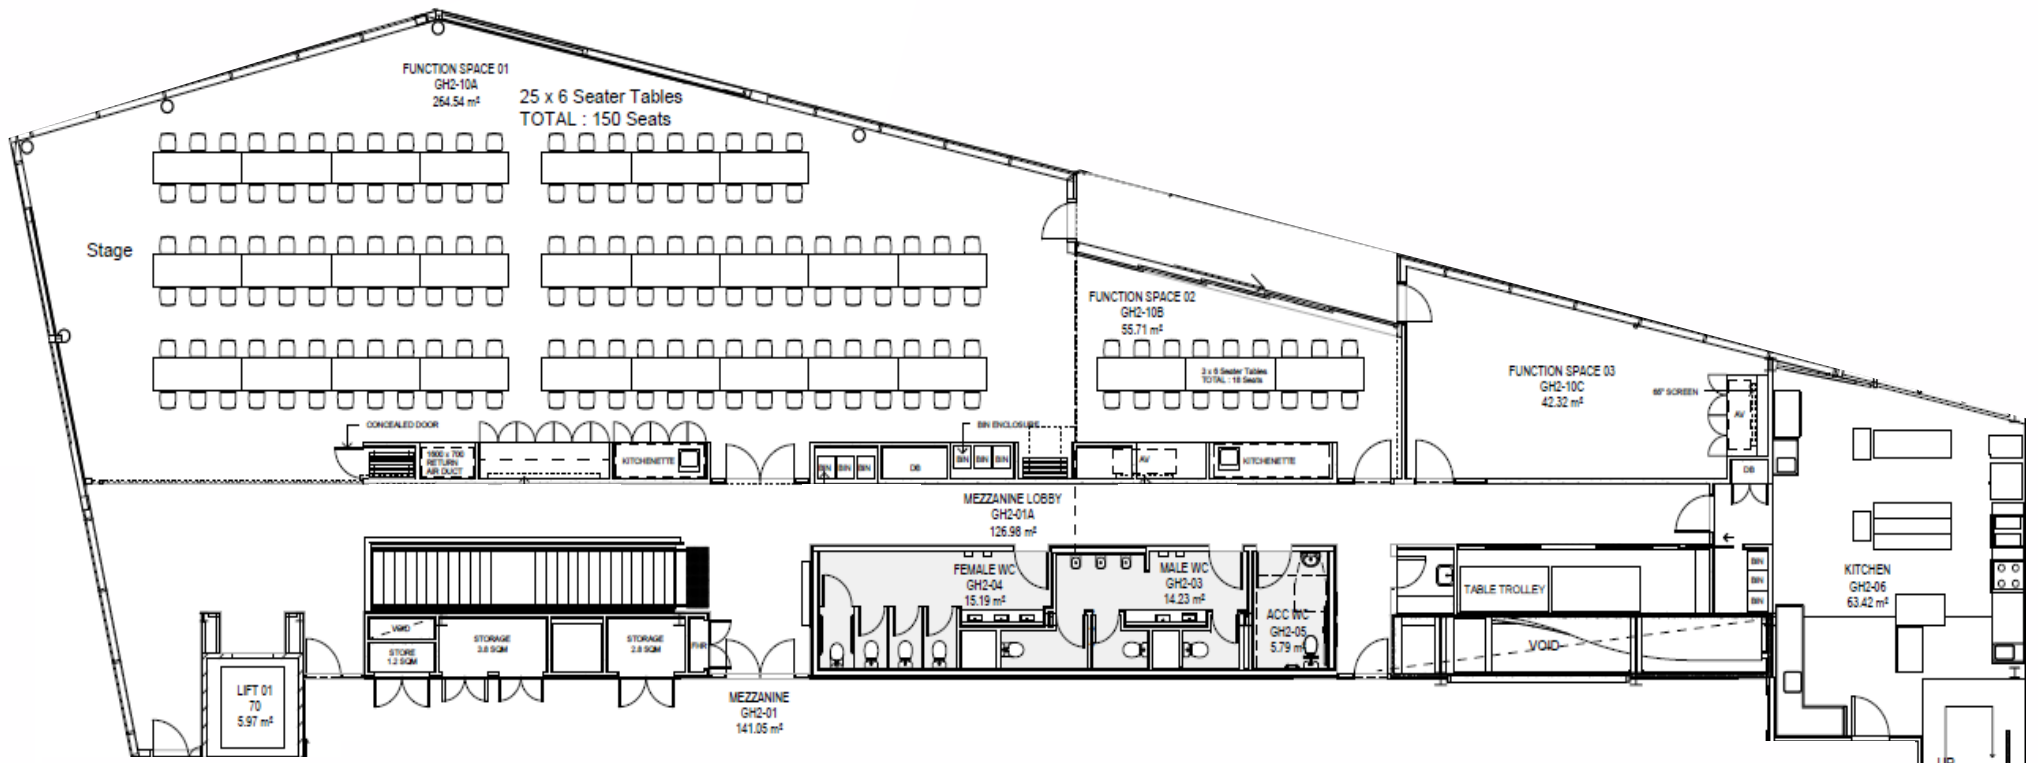 FUNCTION SPACE 01
GH2-10A
264.54 m²
25 x 6 Seater Tables
TOTAL : 150 Seats
Stage
FUNCTION SPACE 02
GH2-10B
55.71 m²
3 x 6 Seater Tables
TOTAL : 18 Seats
FUNCTION SPACE 03
GH2-10C
42.32 m²
65" SCREEN
AV
CONCEALED DOOR
1600 x 700
RETURN
AIR DUCT
KITCHENETTE
BIN ENCLOSURE
BIN
BIN
BIN
DB
BIN
BIN
BIN
AV
KITCHENETTE
DB
MEZZANINE LOBBY
GH2-01A
126.98 m²
FEMALE WC
GH2-04
15.19 m²
MALE WC
GH2-03
14.23 m²
ACC WC
GH2-05
5.79 m²
TABLE TROLLEY
BIN
BIN
BIN
KITCHEN
GH2-06
63.42 m²
VOID
STORE
1.2 SQM
STORAGE
3.8 SQM
STORAGE
2.8 SQM
FHR
VOID
LIFT 01
70
5.97 m²
MEZZANINE
GH2-01
141.05 m²
UP